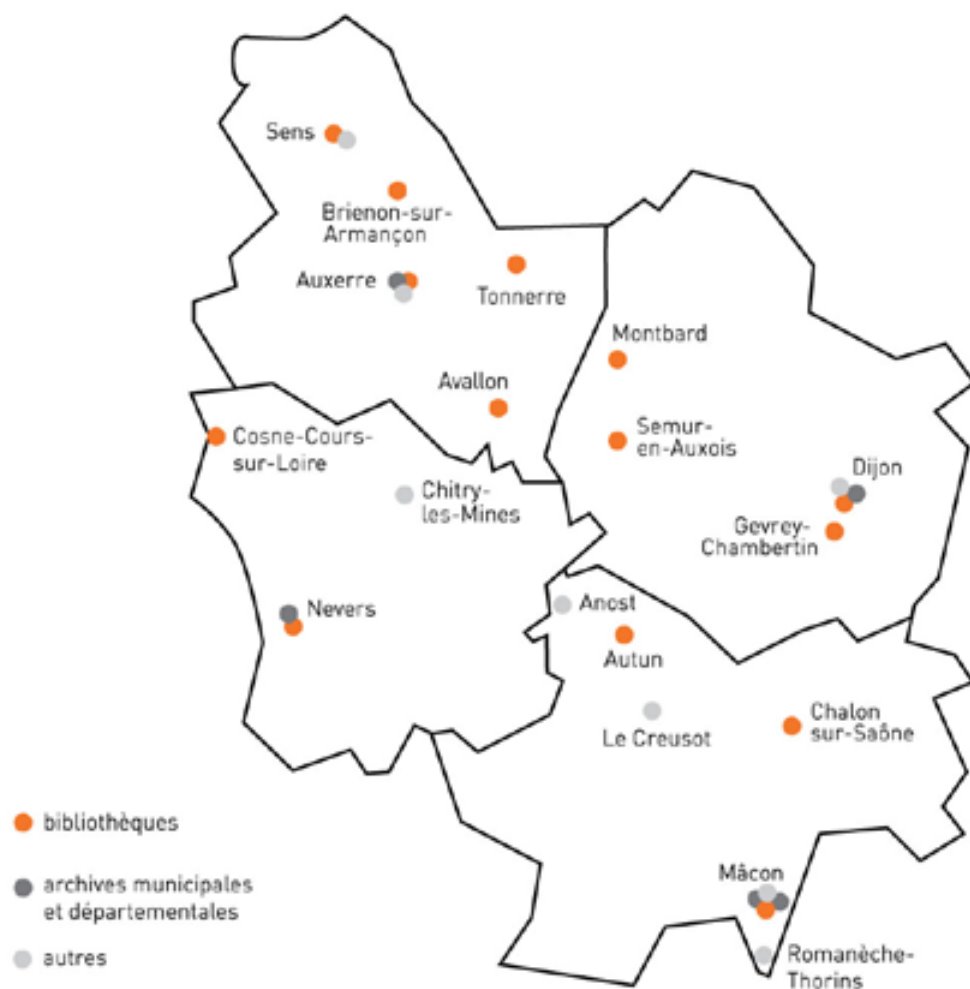 Sens
Brienon-sur-
Armançon
Auxerre
Tonnerre
Montbard
Avallon
Semur-
en-Auxois
Cosne-Cours-
sur-Loire
Dijon
Chitry-
les-Mines
Gevrey-
Chambertin
Nevers
Anost
Autun
Le Creusot
Chalon
sur-Saône
bibliothèques
archives municipales
et départementales
autres
Mâcon
Romanèche-
Thorins